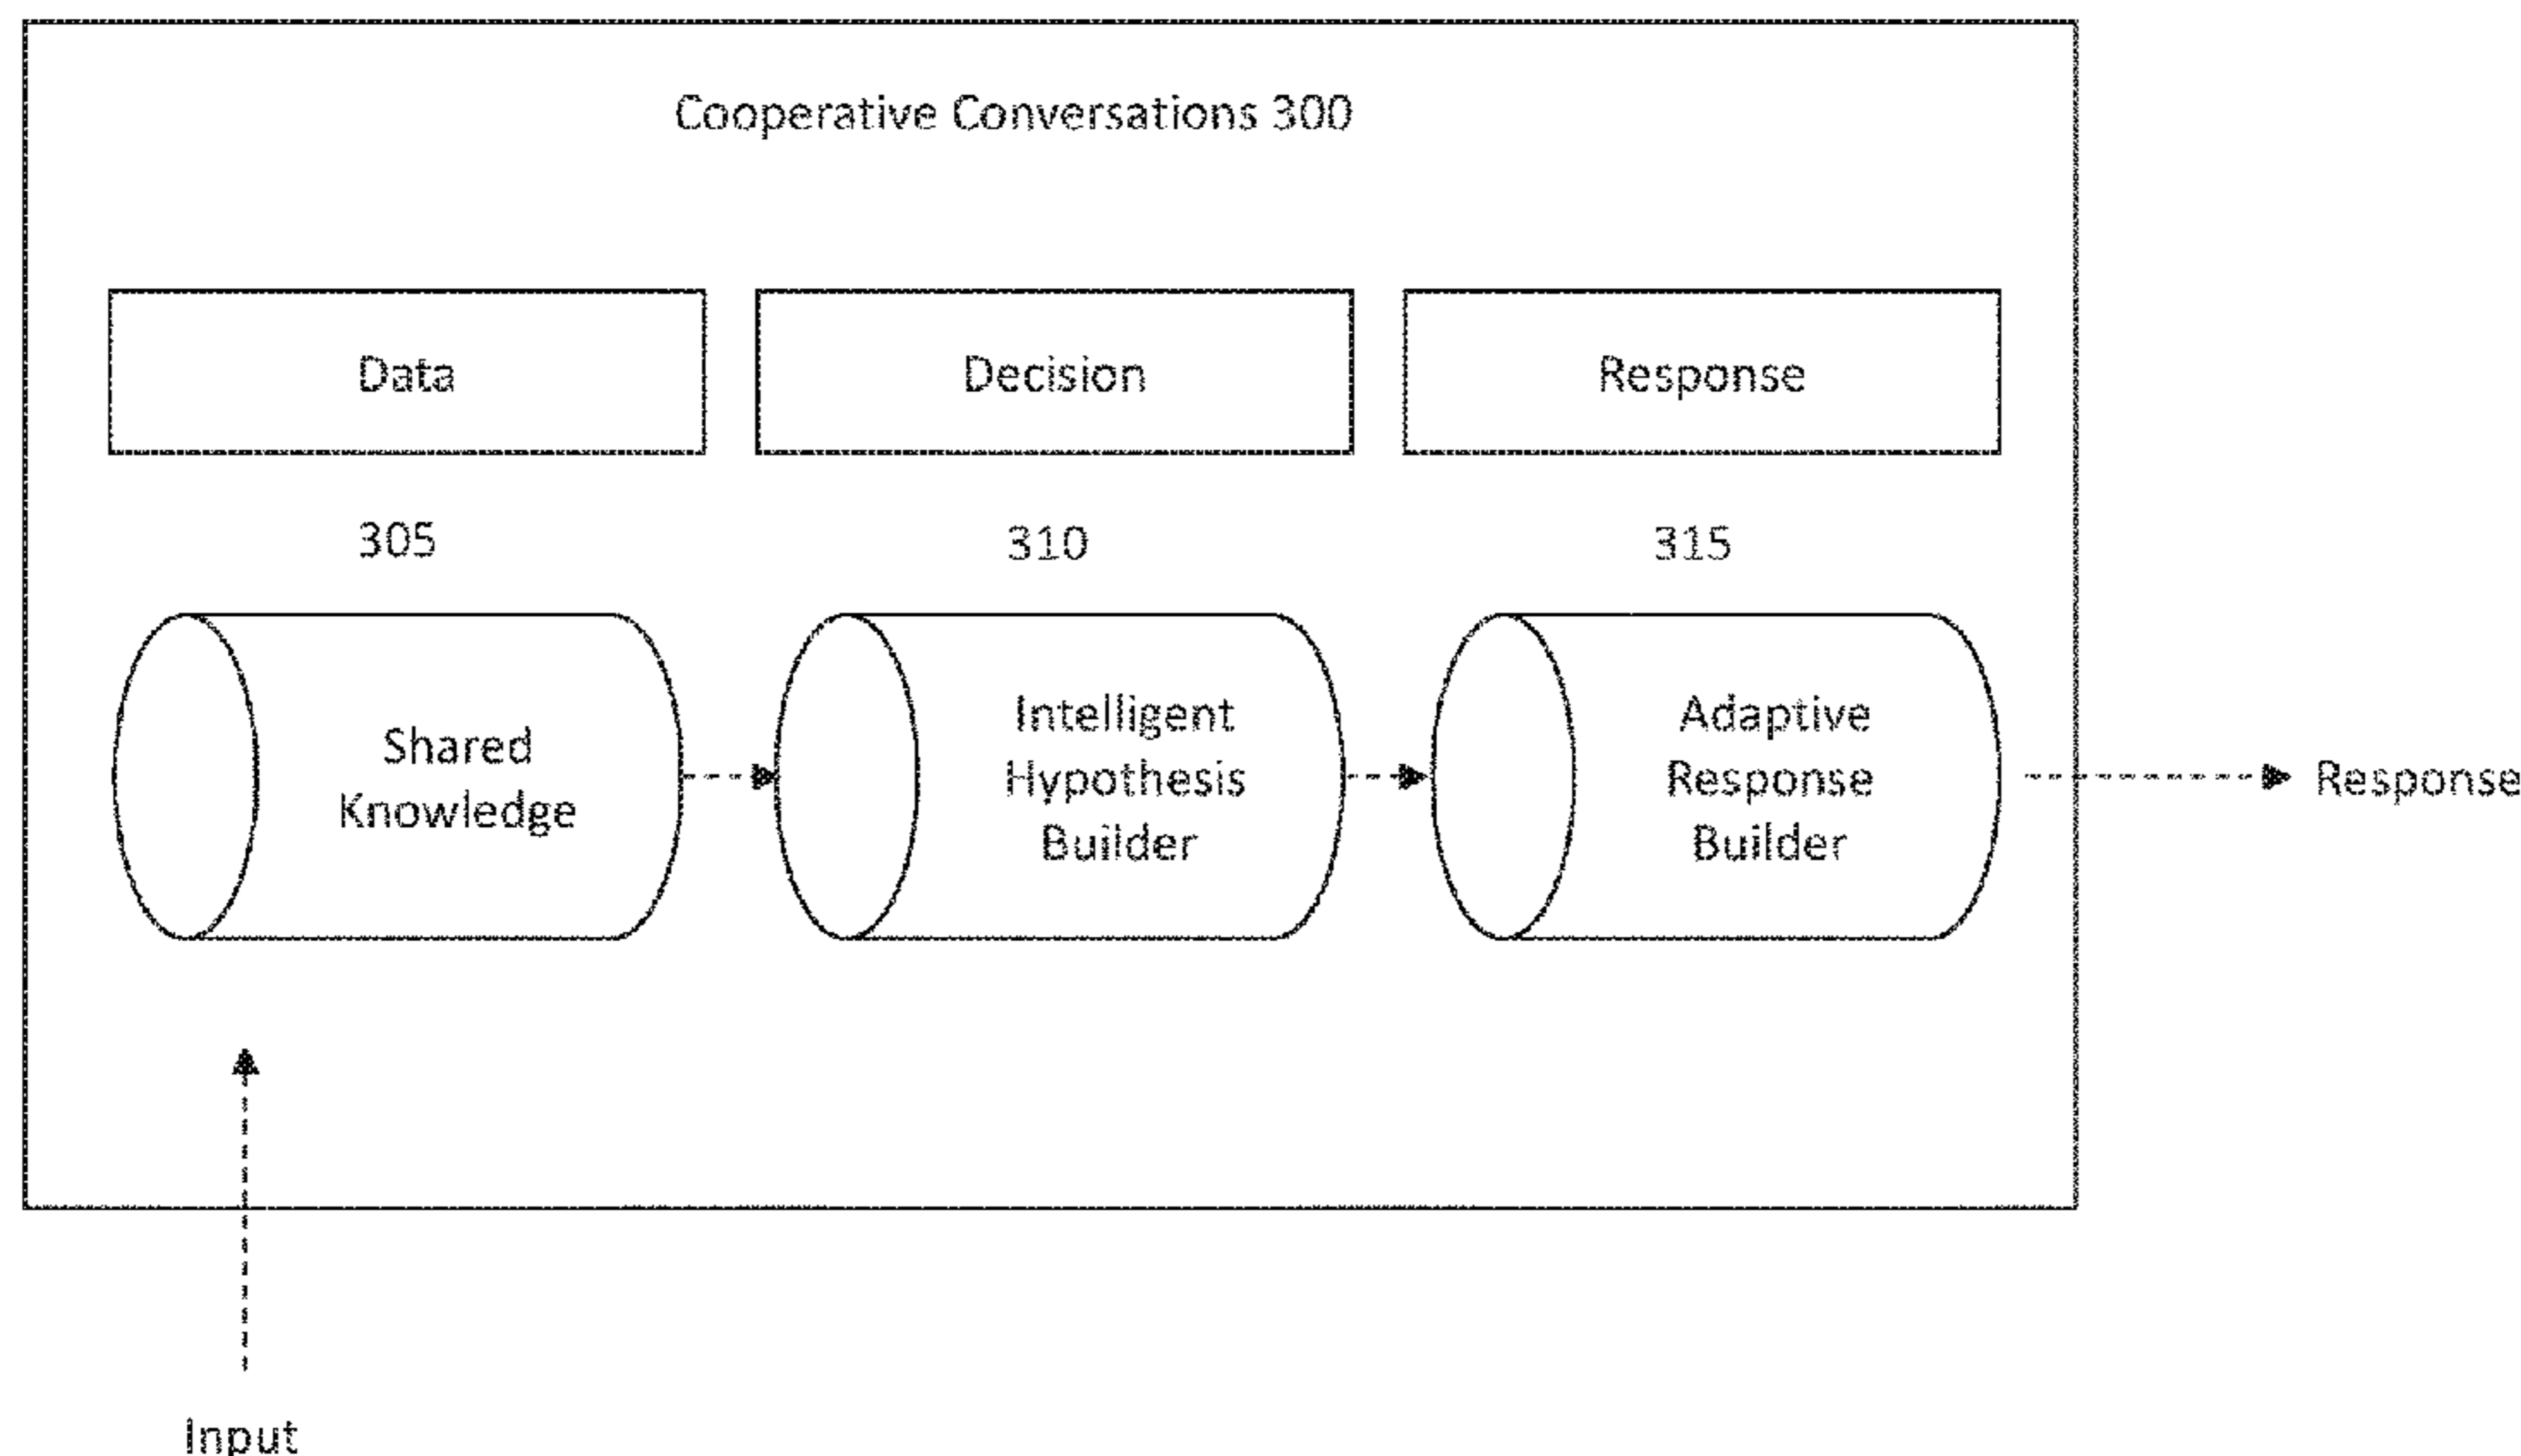 Cooperative Conversations 300
Data
Decision
Response
305
310
315
Shared
Knowledge
Intelligent
Hypothesis
Builder
Adaptive
Response
Builder
Response
Input